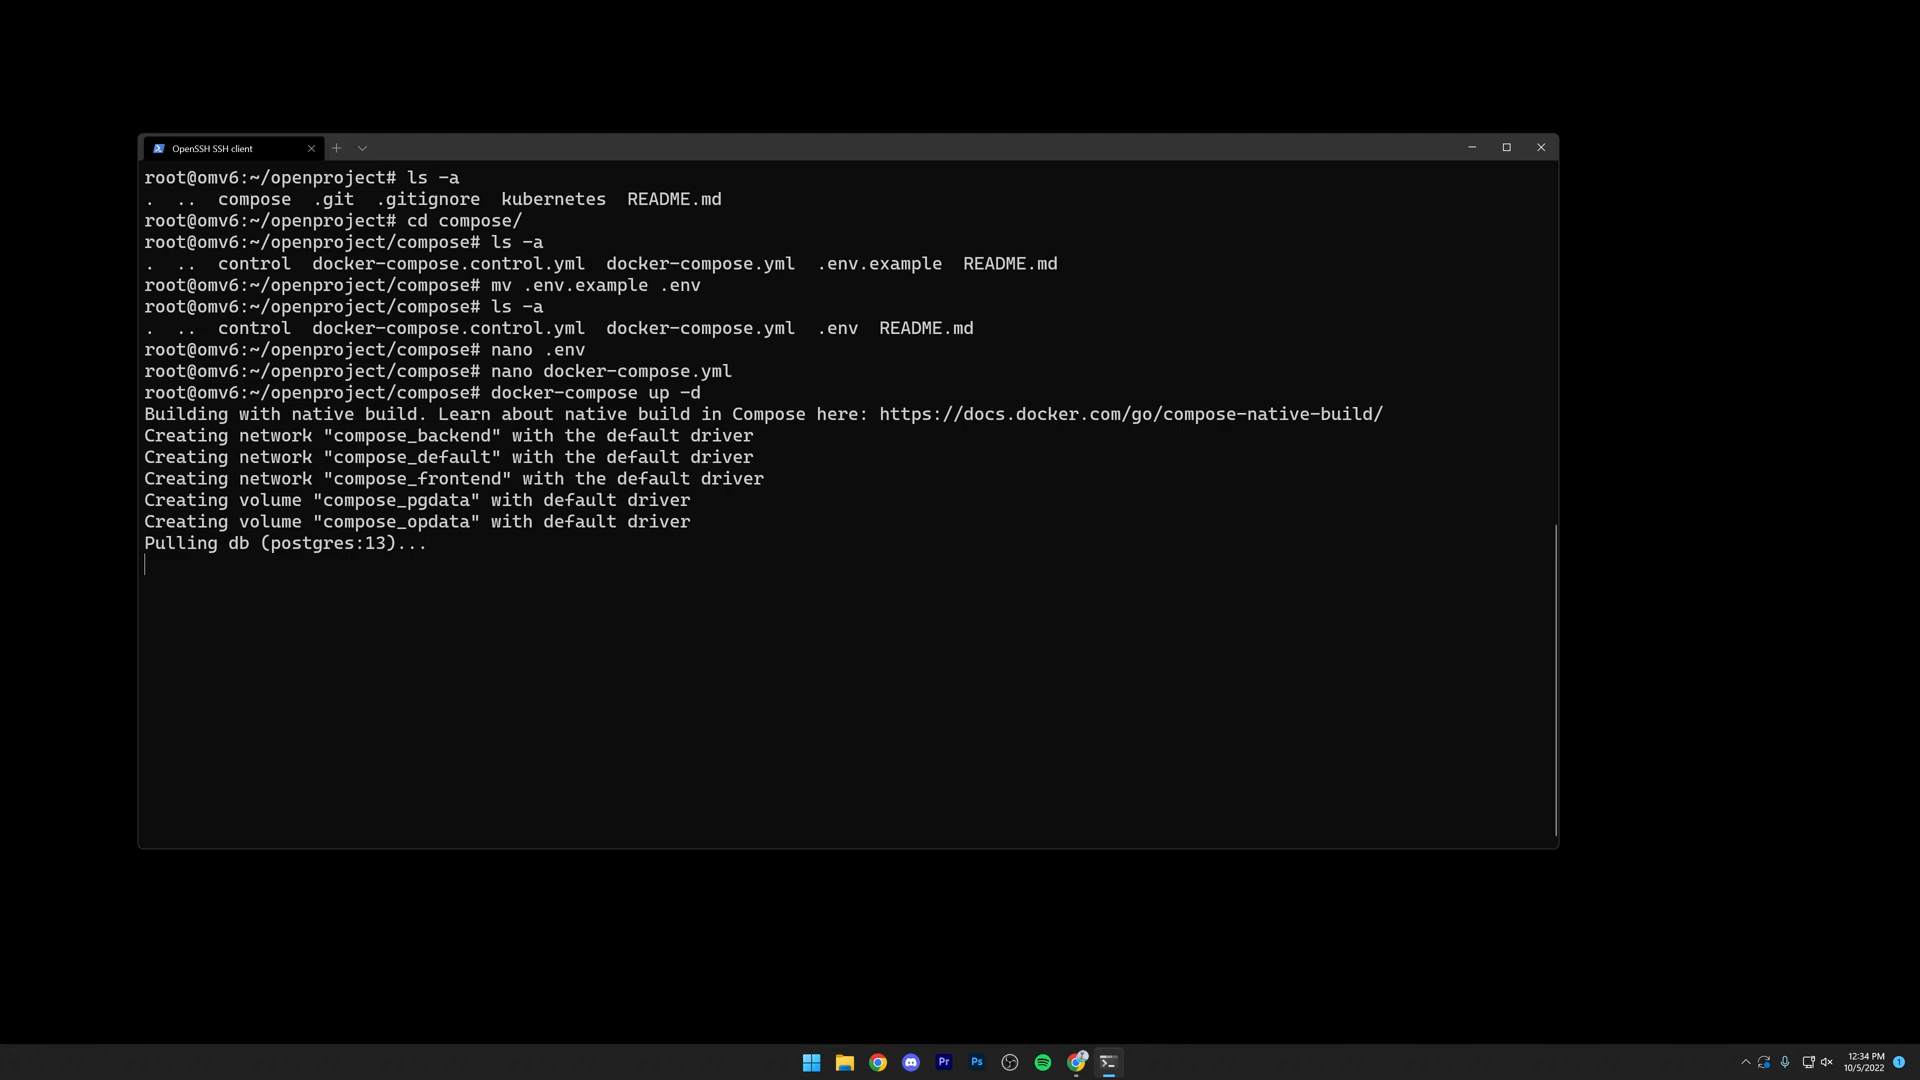 OpenSSH SSH client
root@omv6:~/openproject# ls -a
. .. compose .git .gitignore kubernetes README.md
root@omv6:~/openproject# cd compose/
root@omv6:~/openproject/compose# ls -a
. .. control docker-compose.control.yml docker-compose.yml .env.example README.md
root@omv6:~/openproject/compose# mv .env.example .env
root@omv6:~/openproject/compose# ls -a
. .. control docker-compose.control.yml docker-compose.yml .env README.md
root@omv6:~/openproject/compose# nano .env
root@omv6:~/openproject/compose# nano docker-compose.yml
root@omv6:~/openproject/compose# docker-compose up -d
Building with native build. Learn about native build in Compose here: https://docs.docker.com/go/compose-native-build/
Creating network "compose_backend" with the default driver
Creating network "compose_default" with the default driver
Creating network "compose_frontend" with the default driver
Creating volume "compose_pgdata" with default driver
Creating volume "compose_opdata" with default driver
Pulling db (postgres:13)...
Pr
Ps
12:34 PM
10/5/2022
1